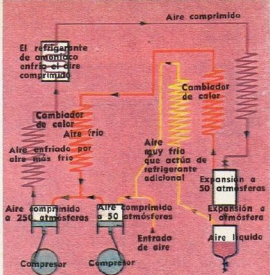 Aire comprimido
El refrigerante
de amoníaco
enfría el aire
comprimido
Cambiador
de calor
Cambiador
de calor
Aire frío
Aire enfriado por
aire más frío
Aire
muy frío
que actúa de
refrigerante
adicional
Expansión a
50 atmósferas
Aire comprimido
a 250 atmósferas
Aire comprimido
a 50 atmósferas
Expansión a
1 atmósfera
Entrada
de aire
Aire líquido
Compresor
Compresor